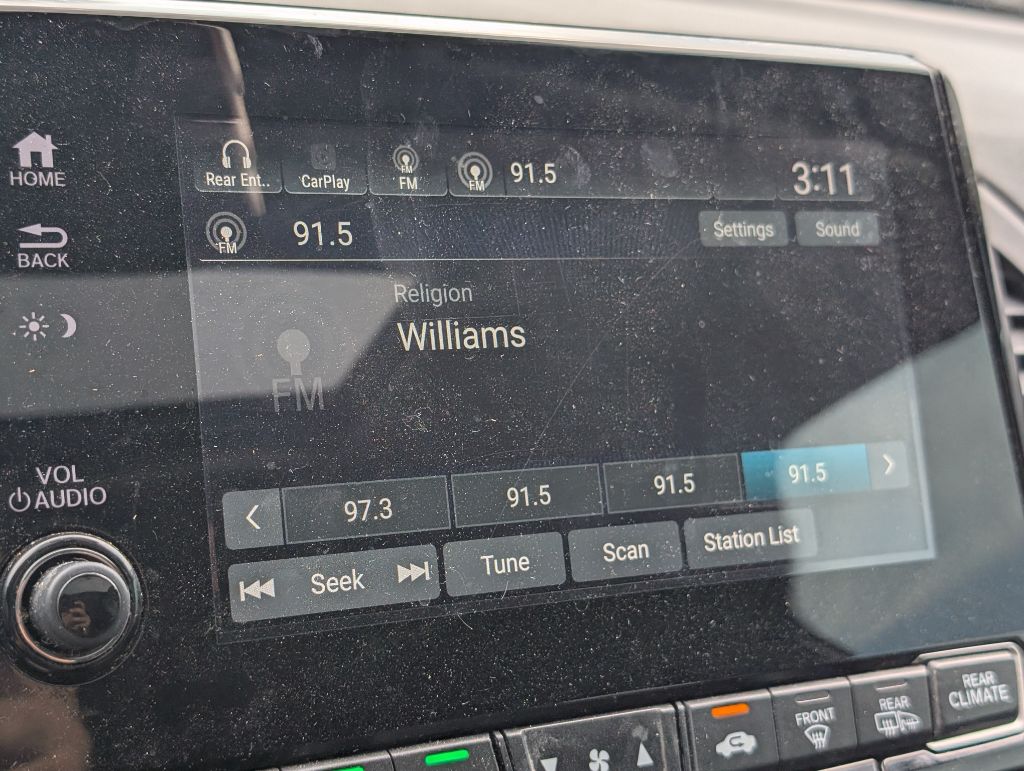 HOME
BACK
VOL
AUDIO
Rear Ent..
CarPlay
FM
FM
FM
91.5
3:11
FM
91.5
Settings
Sound
Religion
Williams
FM
97.3
91.5
91.5
91.5
Seek
Tune
Scan
Station List
FRONT
REAR
REAR
CLIMATE